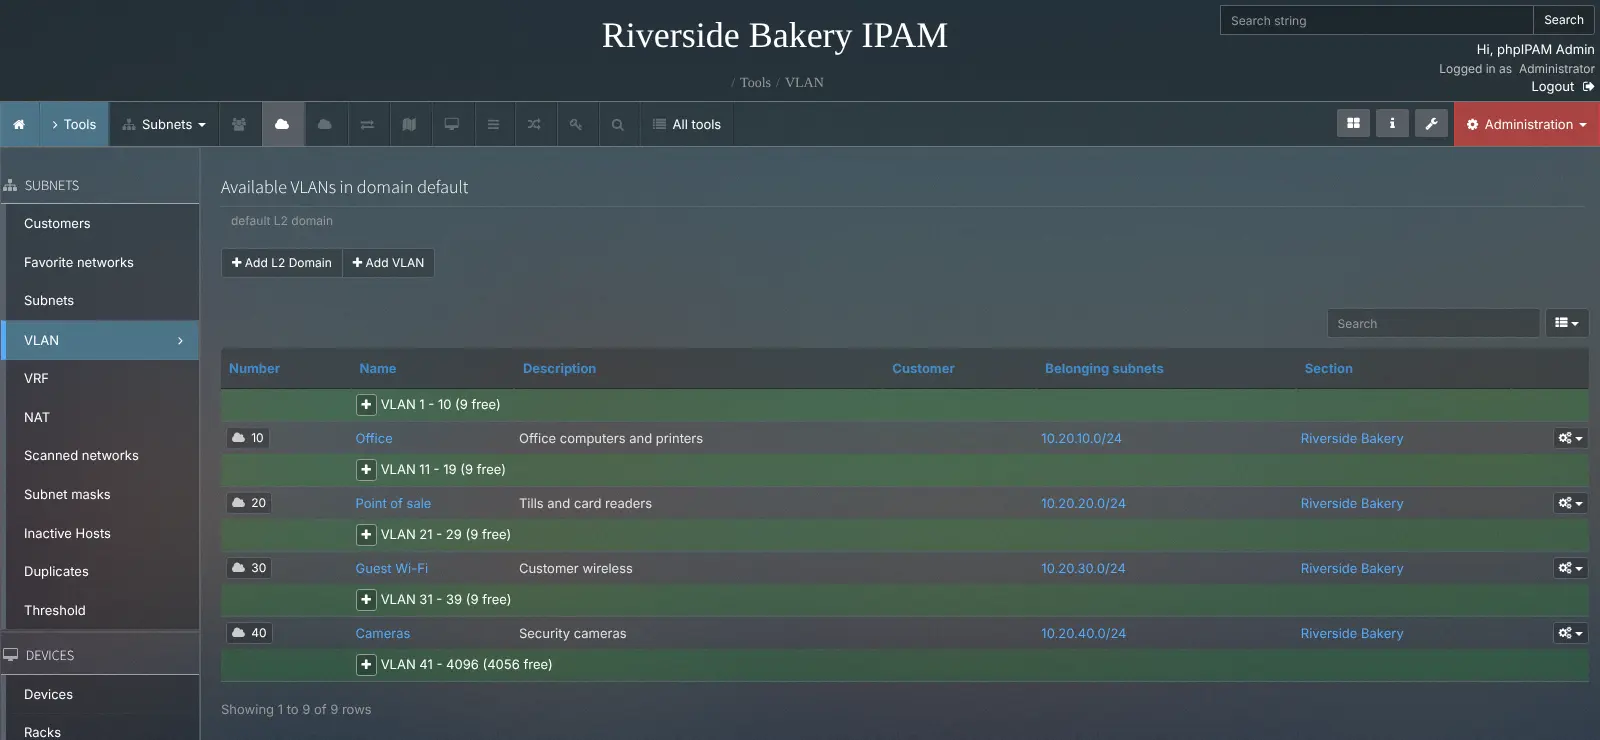 Riverside Bakery IPAM
/ Tools / VLAN
Search string
Search
Hi, phpIPAM Admin
Logged in as Administrator
Logout
Tools
Subnets
All tools
Administration
SUBNETS
Customers
Favorite networks
Subnets
VLAN
VRF
NAT
Scanned networks
Subnet masks
Inactive Hosts
Duplicates
Threshold
DEVICES
Devices
Racks
Available VLANs in domain default
default L2 domain
Add L2 Domain
Add VLAN
Search
Number Name Description Customer Belonging subnets Section
VLAN 1 - 10 (9 free)
10 Office Office computers and printers 10.20.10.0/24 Riverside Bakery
VLAN 11 - 19 (9 free)
20 Point of sale Tills and card readers 10.20.20.0/24 Riverside Bakery
VLAN 21 - 29 (9 free)
30 Guest Wi-Fi Customer wireless 10.20.30.0/24 Riverside Bakery
VLAN 31 - 39 (9 free)
40 Cameras Security cameras 10.20.40.0/24 Riverside Bakery
VLAN 41 - 4096 (4056 free)
Showing 1 to 9 of 9 rows